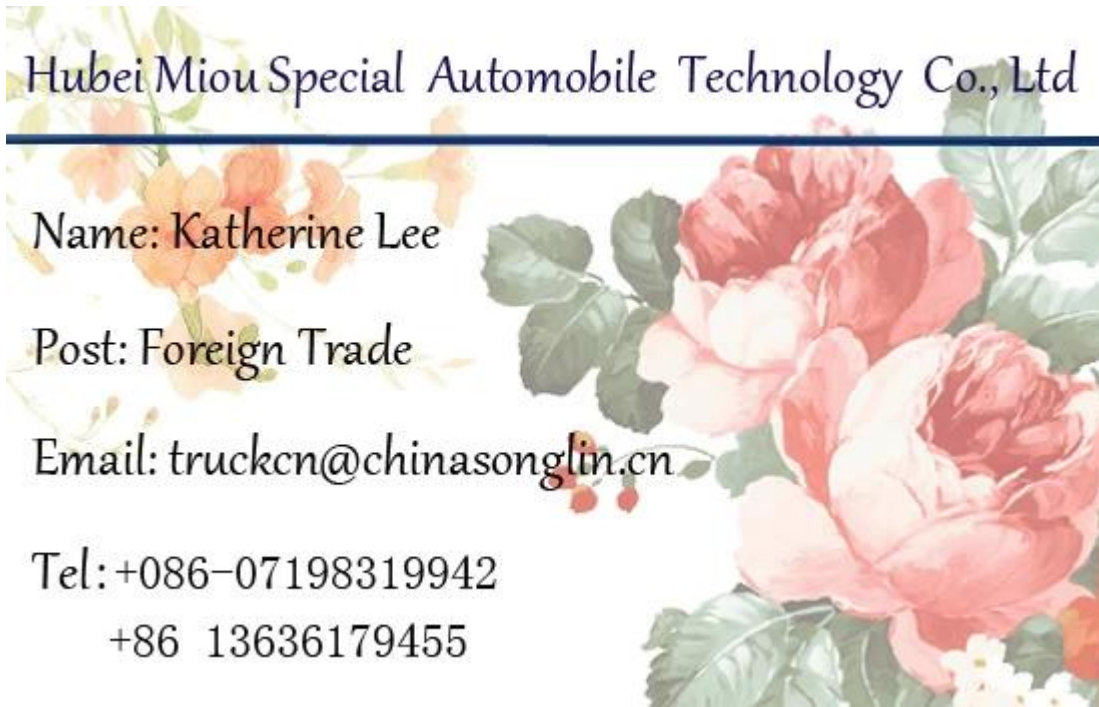 Hubei Miou Special Automobile Technology Co., Ltd
Name: Katherine Lee
Post: Foreign Trade
Email: truckcn@chinasonglin.cn
Tel: +086-07198319942
+86 13636179455